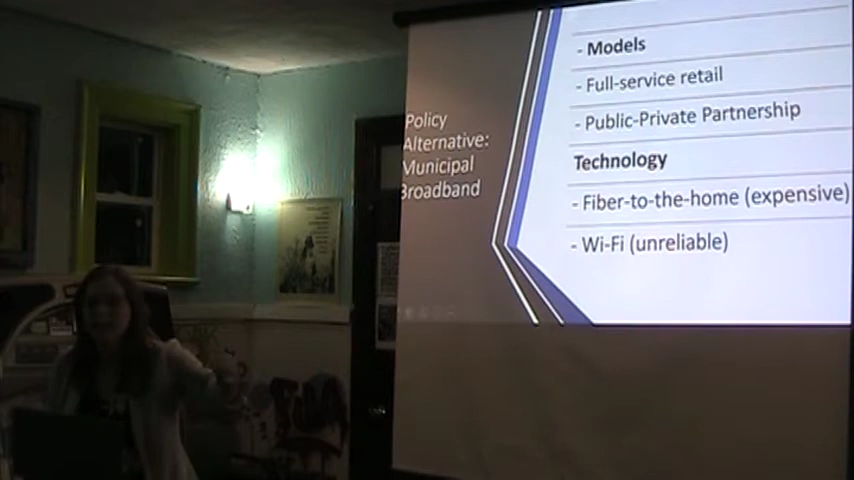 Policy
Alternative:
Municipal
Broadband
- Models
- Full-service retail
- Public-Private Partnership
Technology
- Fiber-to-the-home (expensive)
- Wi-Fi (unreliable)